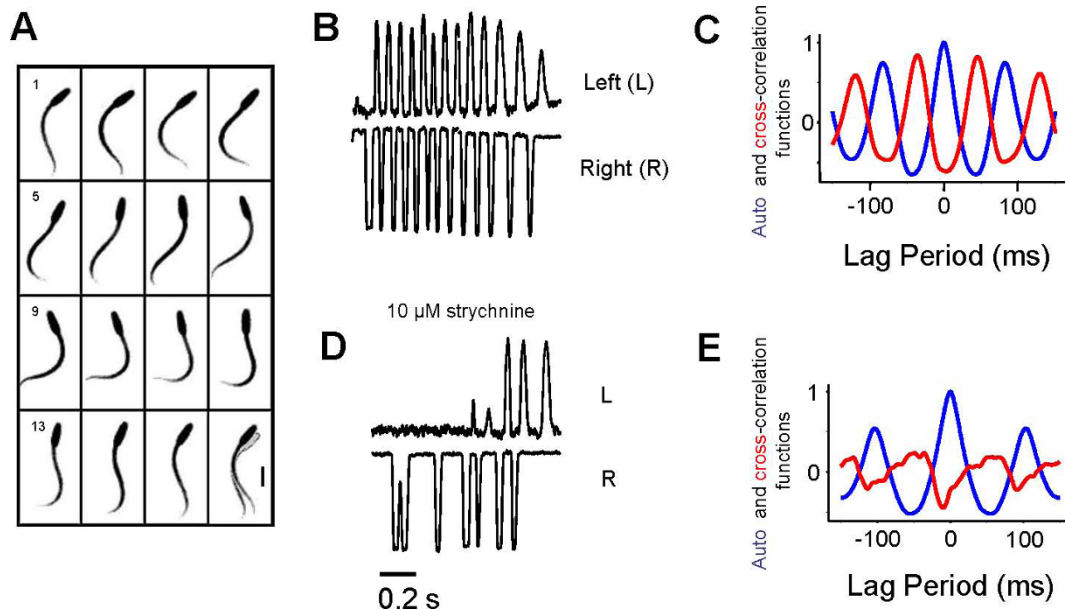 A
1
5
9
13
B
Left (L)
Right (R)
C
Auto and cross-correlation
functions
1
0
-100
0
100
Lag Period (ms)
10 µM strychnine
D
L
R
0.2 s
E
Auto and cross-correlation
functions
1
0
-100
0
100
Lag Period (ms)